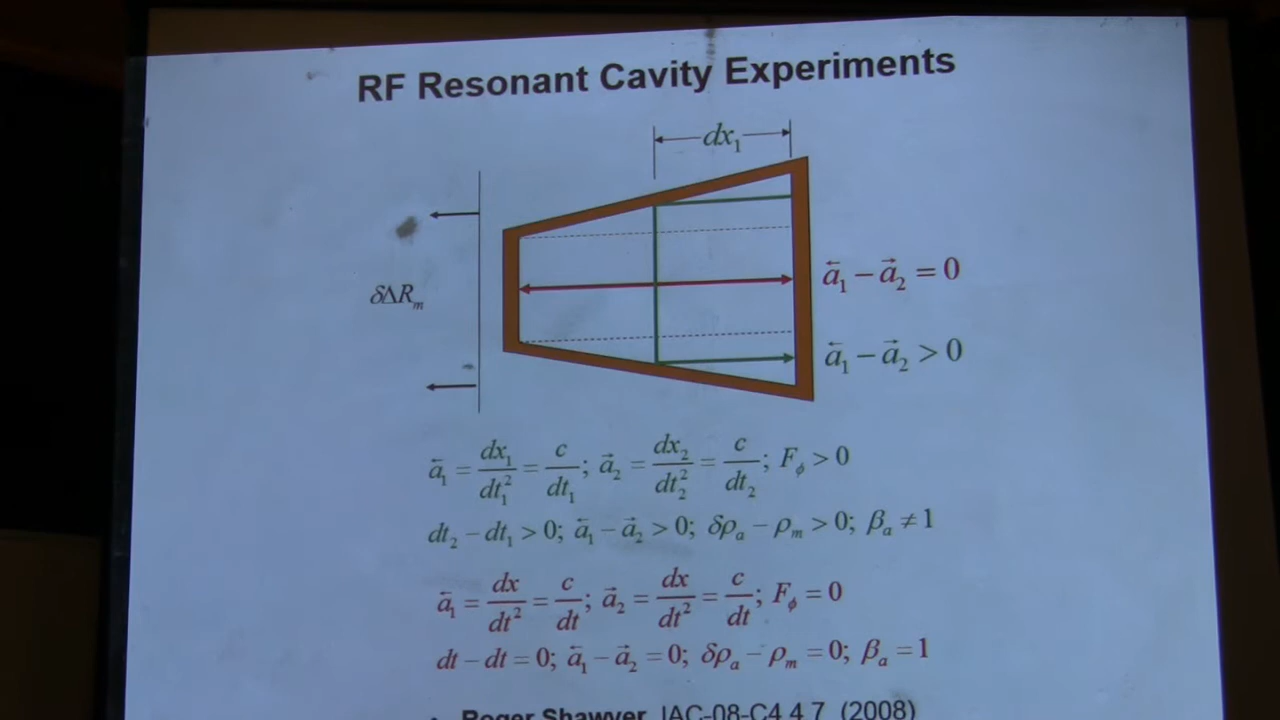 RF Resonant Cavity Experiments
dx₁
δΔRₘ
a⃖₁ − a⃗₂ = 0
a⃖₁ − a⃗₂ > 0
a⃖₁ = dx₁/dt₁² = c/dt₁; a⃗₂ = dx₂/dt₂² = c/dt₂; F_ϕ > 0
dt₂ − dt₁ > 0; a⃖₁ − a⃗₂ > 0; δρₐ − ρₘ > 0; βₐ ≠ 1
a⃖₁ = dx/dt² = c/dt; a⃗₂ = dx/dt² = c/dt; F_ϕ = 0
dt − dt = 0; a⃖₁ − a⃗₂ = 0; δρₐ − ρₘ = 0; βₐ = 1
• Roger Shawyer, IAC-08-C4.4.7, (2008)